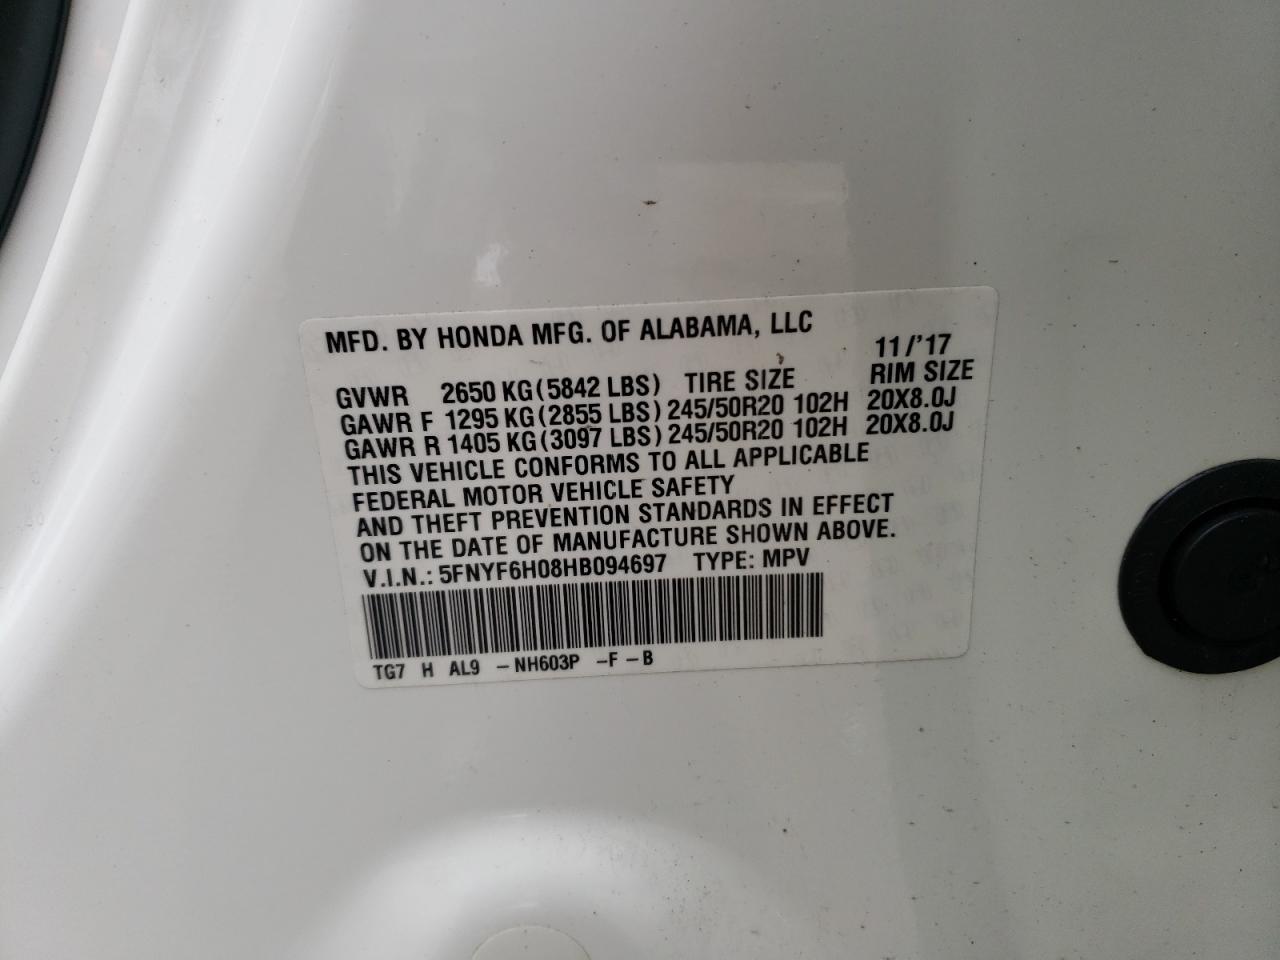 MFD. BY HONDA MFG. OF ALABAMA, LLC 11/'17
GVWR 2650 KG (5842 LBS) TIRE SIZE RIM SIZE
GAWR F 1295 KG (2855 LBS) 245/50R20 102H 20X8.0J
GAWR R 1405 KG (3097 LBS) 245/50R20 102H 20X8.0J
THIS VEHICLE CONFORMS TO ALL APPLICABLE
FEDERAL MOTOR VEHICLE SAFETY
AND THEFT PREVENTION STANDARDS IN EFFECT
ON THE DATE OF MANUFACTURE SHOWN ABOVE.
V.I.N.: 5FNYF6H08HB094697 TYPE: MPV
TG7 H AL9 -NH603P -F-B